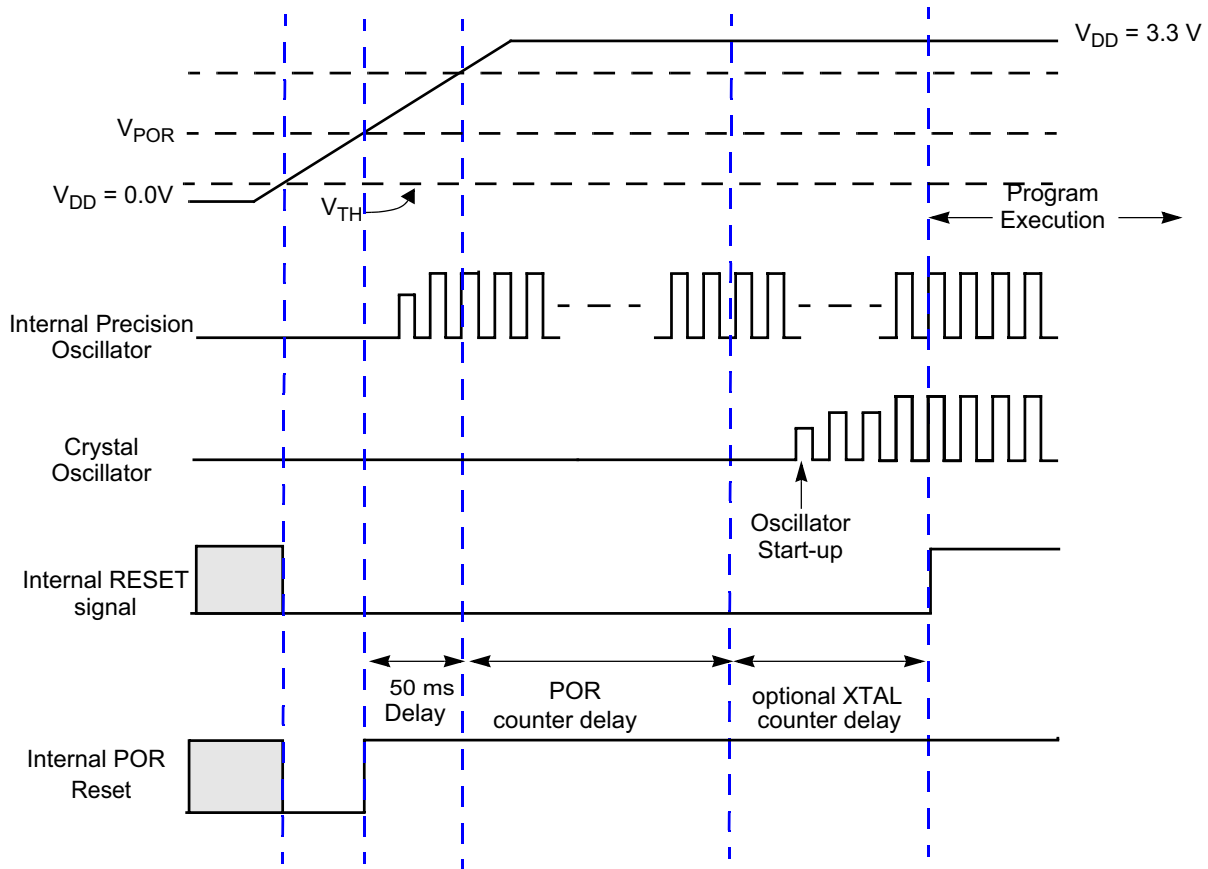 V_DD = 3.3 V
V_POR
V_DD = 0.0V
V_TH
Program
Execution
Internal Precision
Oscillator
Crystal
Oscillator
Oscillator
Start-up
Internal RESET
signal
50 ms
Delay
POR
counter delay
optional XTAL
counter delay
Internal POR
Reset